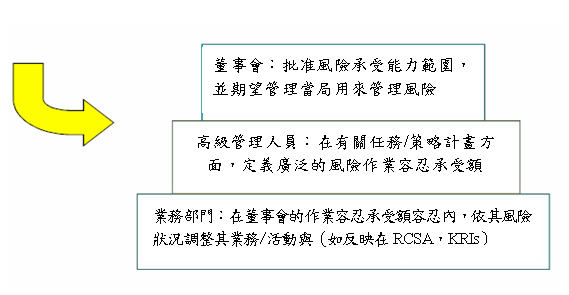 董事會：批准風險承受能力範圍，
並期望管理當局用來管理風險
高級管理人員：在有關任務/策略計畫方
面，定義廣泛的風險作業容忍承受額
業務部門：在董事會的作業容忍承受額容忍內，依其風險
狀況調整其業務/活動與（如反映在 RCSA，KRIs）